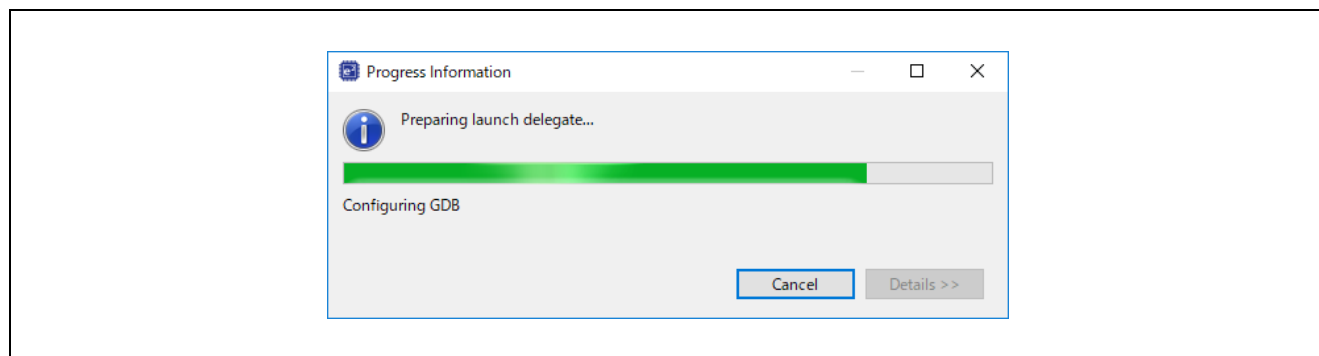 Progress Information
Preparing launch delegate...
Configuring GDB
Cancel
Details >>